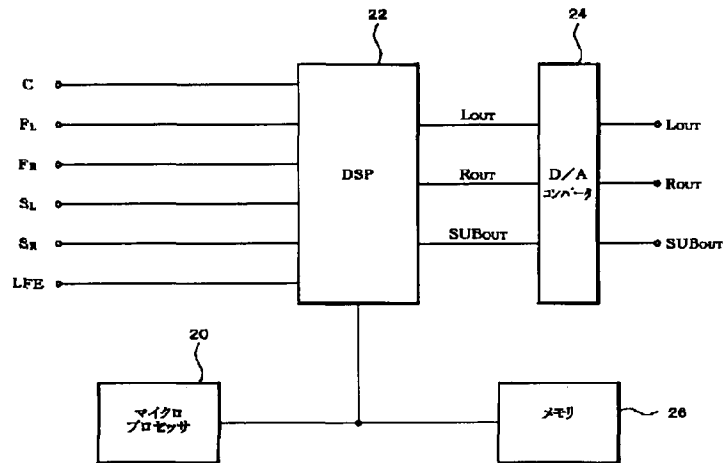 22
24
C
FL
FR
SL
SR
LFE
DSP
LOUT
ROUT
SUBOUT
D/A
コンバータ
LOUT
ROUT
SUBOUT
20
マイクロ
プロセッサ
メモリ
26